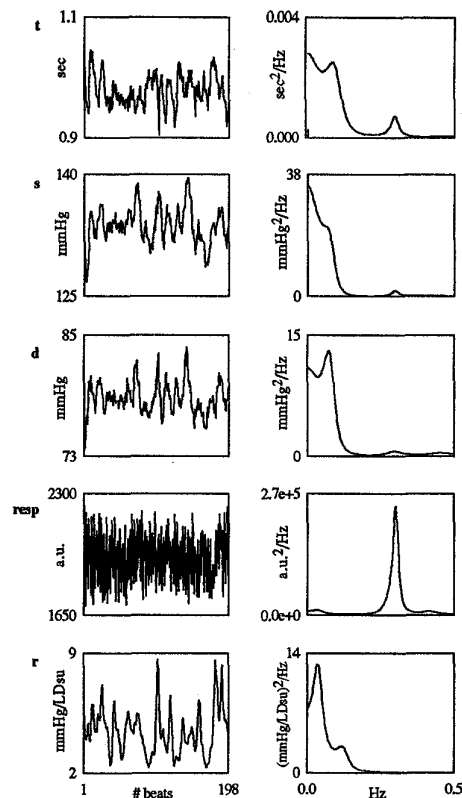 t
1.1
sec
0.9
0.004
sec2/Hz
0.000
s
140
mmHg
125
38
mmHg2/Hz
0
d
85
mmHg
73
15
mmHg2/Hz
0
resp
2300
a.u.
1650
2.7e+5
a.u.2/Hz
0.0e+0
r
9
mmHg/LDsu
2
1
# beats
198
14
(mmHg/LDsu)2/Hz
0
0.0
Hz
0.5